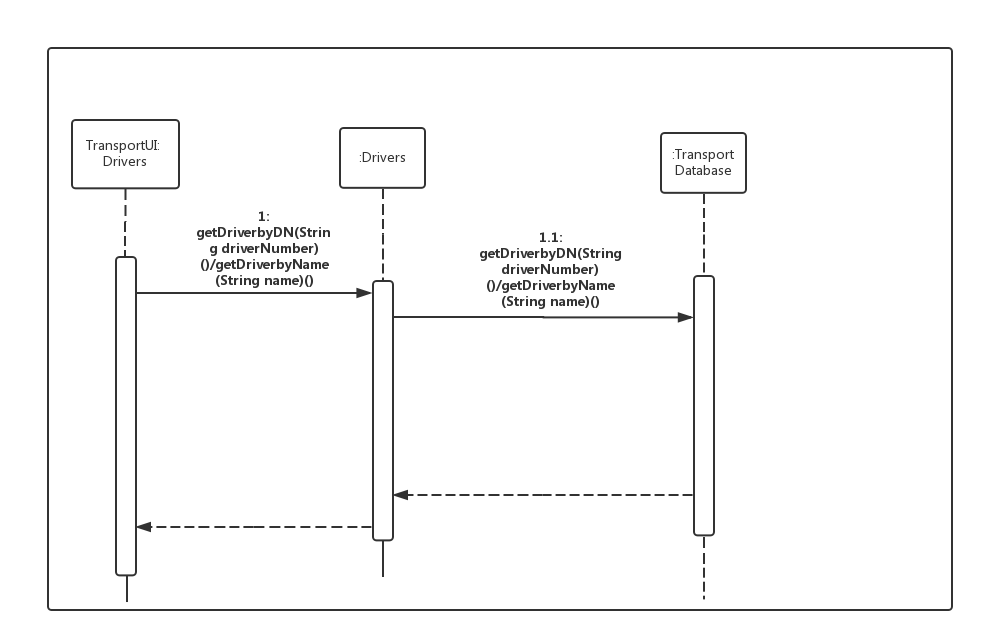 TransportUI:
Drivers
:Drivers
:Transport
Database
1:
getDriverbyDN(Strin
g driverNumber)
()/getDriverbyName
(String name)()
1.1:
getDriverbyDN(String
driverNumber)
()/getDriverbyName
(String name)()